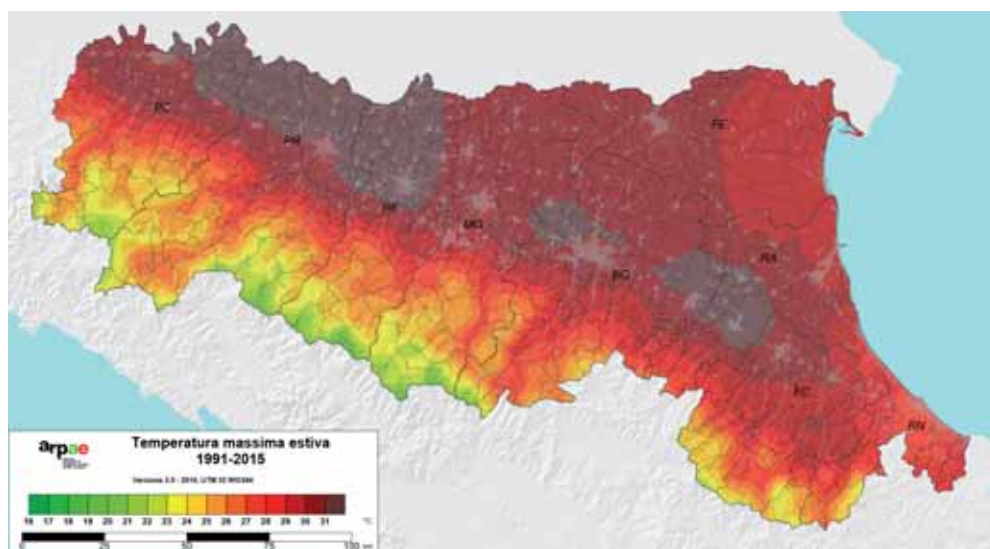 PC
PR
FE
MO
BO
RA
FC
RN
arpae
Temperatura massima estiva
1991-2015
16 17 18 19 20 21 22 23 24 25 26 27 28 29 30 31 °C
0 25 50 75 100 km